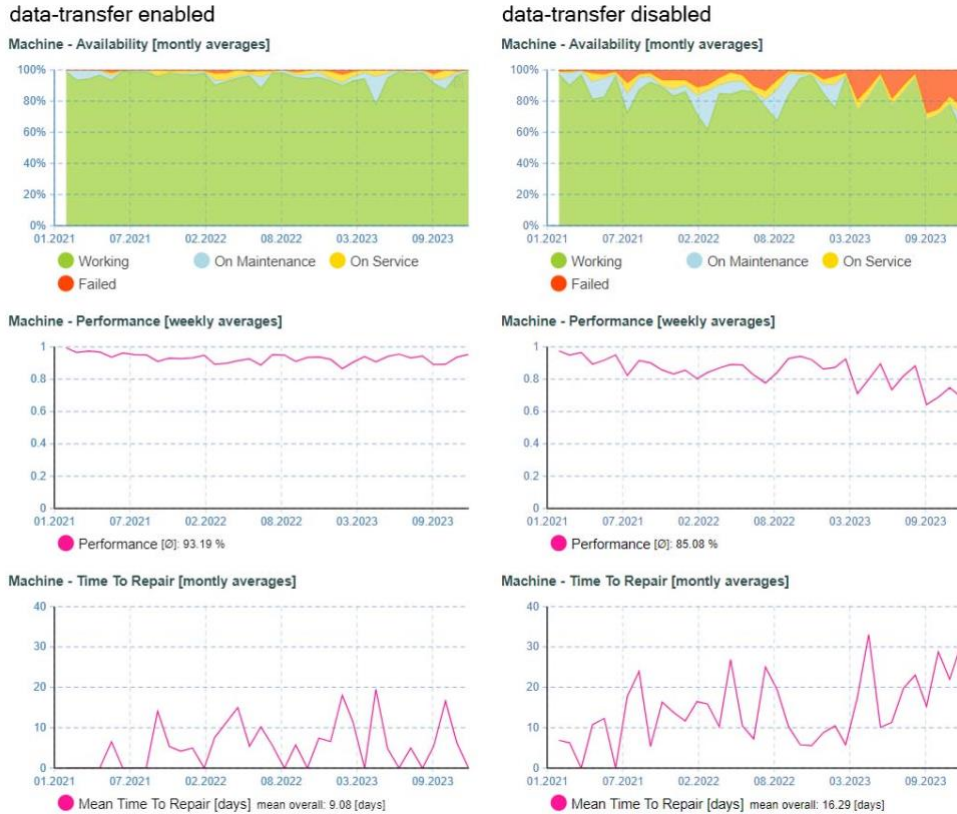 data-transfer enabled
Machine - Availability [montly averages]
100%
80%
60%
40%
20%
0%
01.2021 07.2021 02.2022 08.2022 03.2023 09.2023
Working On Maintenance On Service
Failed
Machine - Performance [weekly averages]
1
0.8
0.6
0.4
0.2
0
01.2021 07.2021 02.2022 08.2022 03.2023 09.2023
Performance [Ø]: 93.19 %
Machine - Time To Repair [montly averages]
40
30
20
10
0
01.2021 07.2021 02.2022 08.2022 03.2023 09.2023
Mean Time To Repair [days] mean overall: 9.08 [days]
data-transfer disabled
Machine - Availability [montly averages]
100%
80%
60%
40%
20%
0%
01.2021 07.2021 02.2022 08.2022 03.2023 09.2023
Working On Maintenance On Service
Failed
Machine - Performance [weekly averages]
1
0.8
0.6
0.4
0.2
0
01.2021 07.2021 02.2022 08.2022 03.2023 09.2023
Performance [Ø]: 85.08 %
Machine - Time To Repair [montly averages]
40
30
20
10
0
01.2021 07.2021 02.2022 08.2022 03.2023 09.2023
Mean Time To Repair [days] mean overall: 16.29 [days]